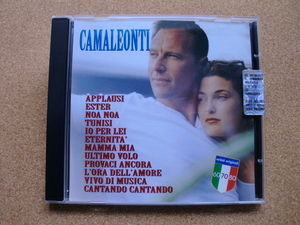 CAMALEONTI
APPLAUSI
ESTER
NOA NOA
TUNISI
IO PER LEI
ETERNITA'
MAMMA MIA
ULTIMO VOLO
PROVACI ANCORA
L'ORA DELL'AMORE
VIVO DI MUSICA
CANTANDO CANTANDO